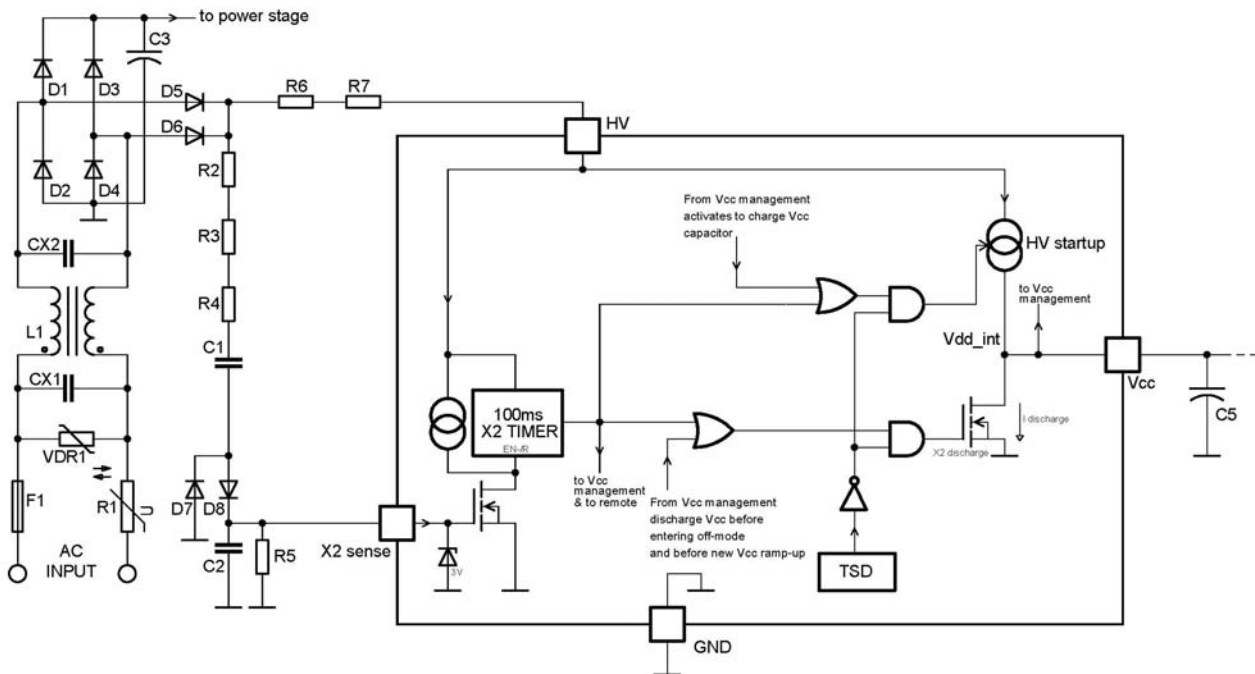 to power stage
C3
D1
D3
D5
R6
R7
HV
D6
D2
D4
R2
From Vcc management
activates to charge Vcc
capacitor
HV startup
R3
CX2
to Vcc
management
R4
L1
Vdd_int
C1
Vcc
CX1
100ms
X2 TIMER
EN-/R
C5
I discharge
VDR1
X2 discharge
F1
R1
U
D7
D8
to Vcc
management
& to remote
From Vcc management
discharge Vcc before
entering off-mode
and before new Vcc ramp-up
AC
INPUT
C2
R5
X2 sense
3V
TSD
GND